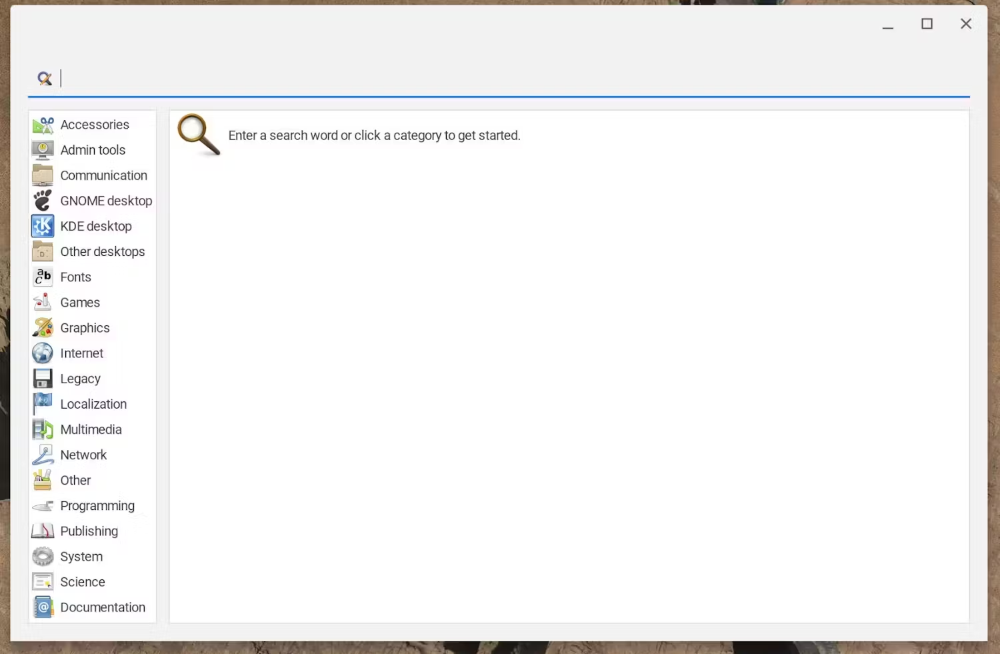 Accessories
Admin tools
Communication
GNOME desktop
KDE desktop
Other desktops
Fonts
Games
Graphics
Internet
Legacy
Localization
Multimedia
Network
Other
Programming
Publishing
System
Science
Documentation
Enter a search word or click a category to get started.